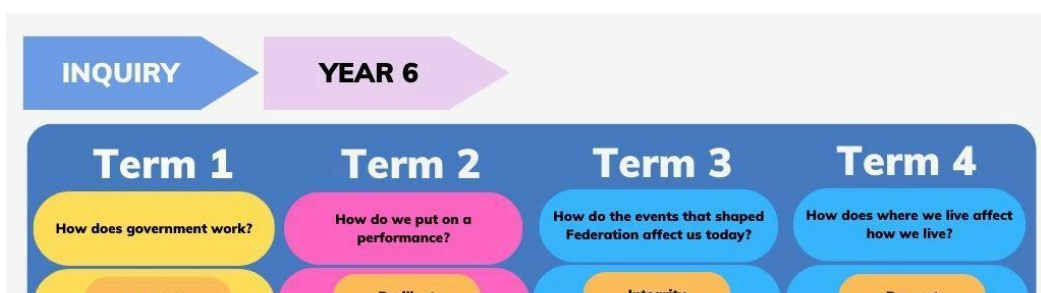 INQUIRY
YEAR 6
Term 1
Term 2
Term 3
Term 4
How does government work?
How do we put on a
performance?
How do the events that shaped
Federation affect us today?
How does where we live affect
how we live?